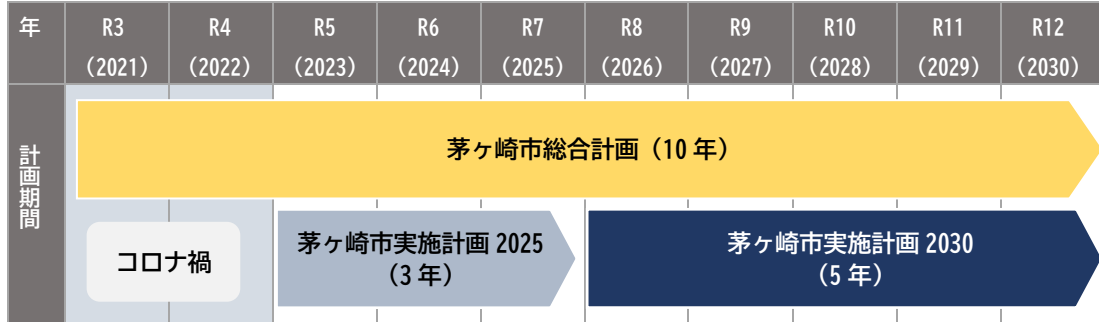 年 R3 R4 R5 R6 R7 R8 R9 R10 R11 R12
（2021） （2022） （2023） （2024） （2025） （2026） （2027） （2028） （2029） （2030）
計画期間
茅ヶ崎市総合計画（10 年）
コロナ禍
茅ヶ崎市実施計画 2025
（3 年）
茅ヶ崎市実施計画 2030
（5 年）